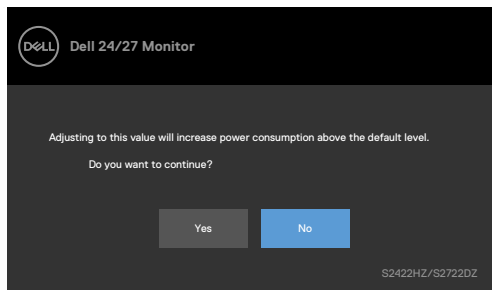 DELL Dell 24/27 Monitor
Adjusting to this value will increase power consumption above the default level.
Do you want to continue?
Yes No
S2422HZ/S2722DZ